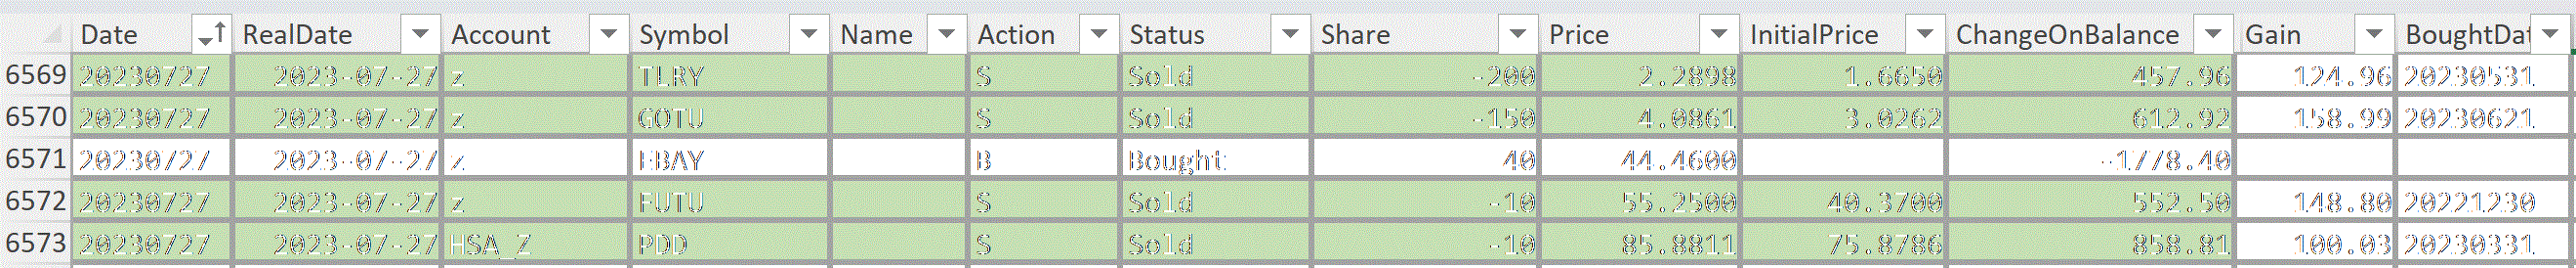 Date RealDate Account Symbol Name Action Status Share Price InitialPrice ChangeOnBalance Gain BoughtDat
6569 20230727 2023-07-27 z TLRY S Sold -200 2.2898 1.6650 457.96 124.96 20230531
6570 20230727 2023-07-27 z GOTU S Sold -150 4.0861 3.0262 612.92 158.99 20230621
6571 20230727 2023-07-27 z EBAY B Bought 40 44.4600 -1778.40
6572 20230727 2023-07-27 z FUTU S Sold -10 55.2500 40.3700 552.50 148.80 20221230
6573 20230727 2023-07-27 HSA_Z PDD S Sold -10 85.8811 75.8786 858.81 100.03 20230331